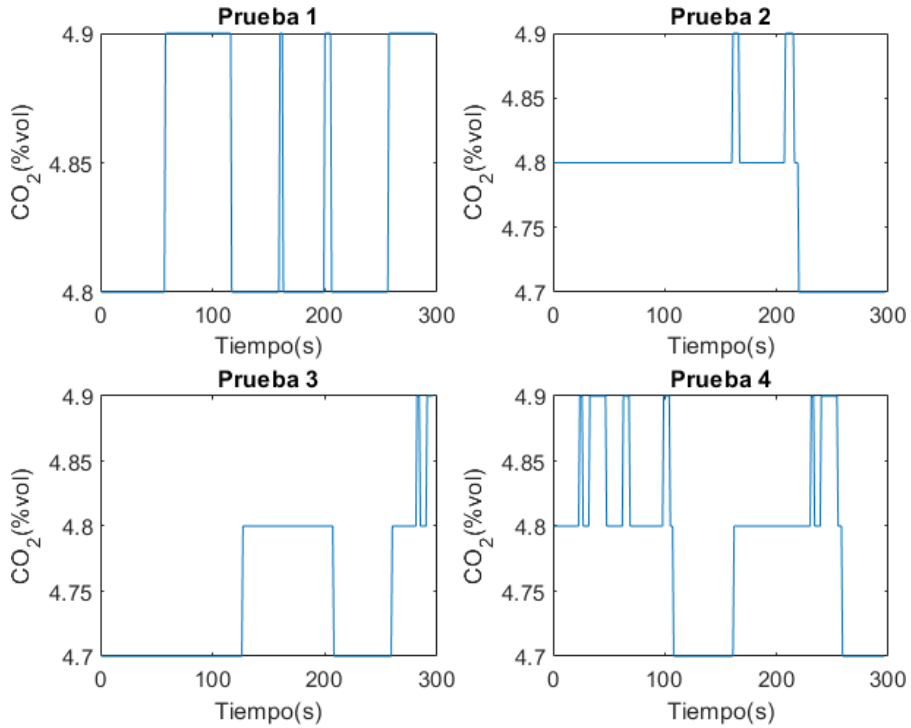 Prueba 1
4.9
4.85
4.8
CO2(%vol)
0 100 200 300
Tiempo(s)
Prueba 2
4.9
4.85
4.8
4.75
4.7
CO2(%vol)
0 100 200 300
Tiempo(s)
Prueba 3
4.9
4.85
4.8
4.75
4.7
CO2(%vol)
0 100 200 300
Tiempo(s)
Prueba 4
4.9
4.85
4.8
4.75
4.7
CO2(%vol)
0 100 200 300
Tiempo(s)